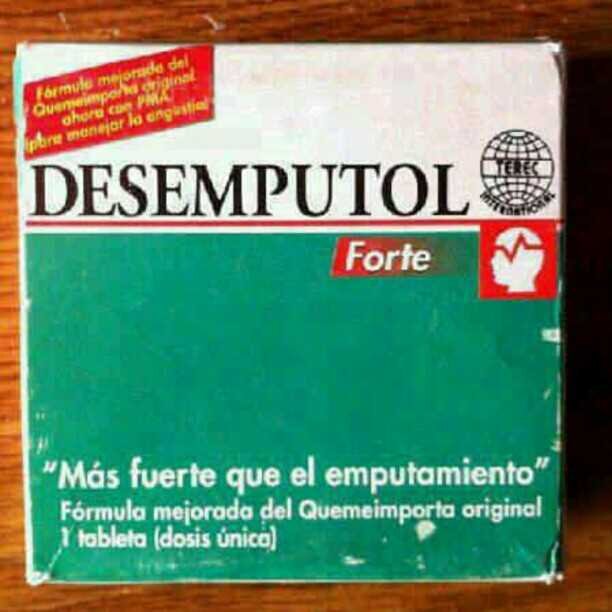 Fórmula mejorada del
Quemeimporta original
ahora con PMA
(para manejar la angustia)
DESEMPUTOL
TEREC
INTERNATIONAL
Forte
"Más fuerte que el emputamiento"
Fórmula mejorada del Quemeimporta original
1 tableta (dosis única)